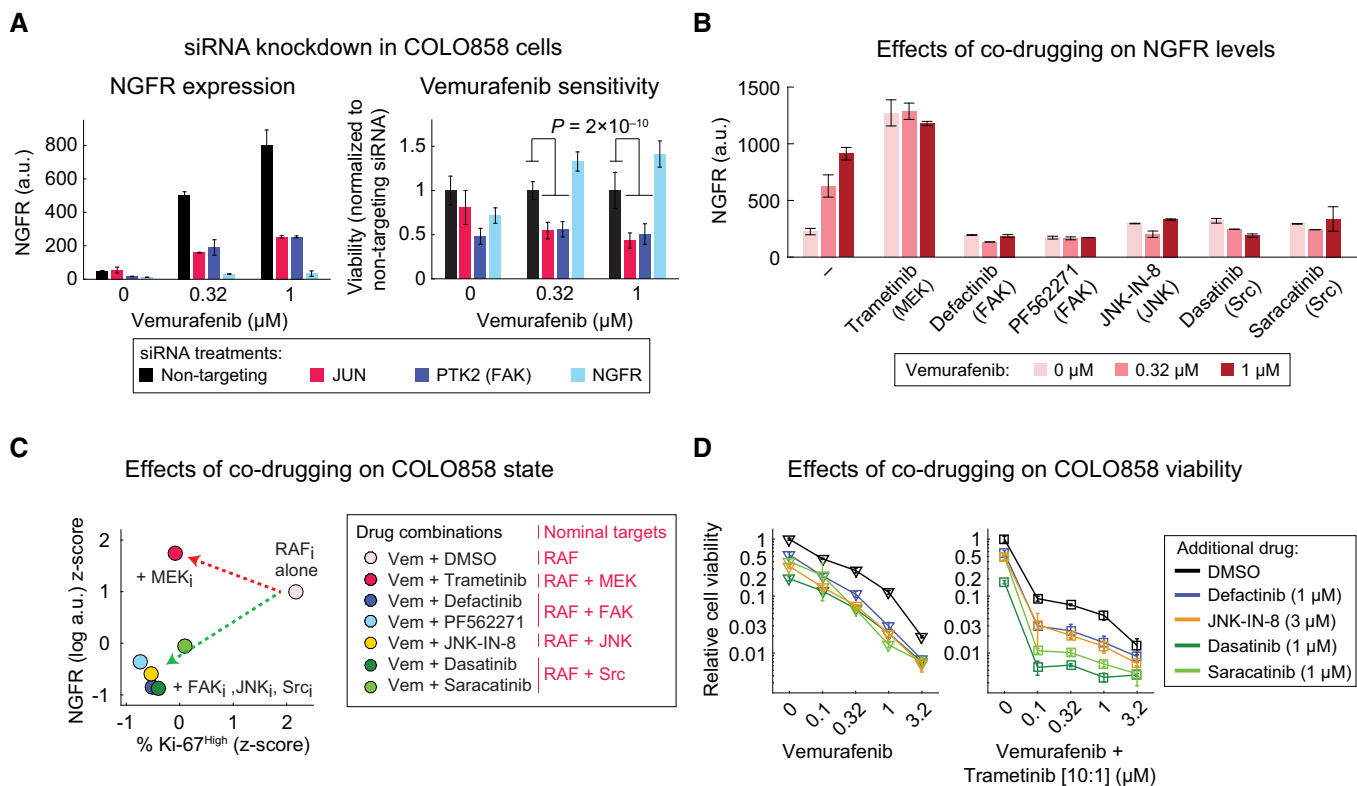 A
siRNA knockdown in COLO858 cells
NGFR expression
NGFR (a.u.)
800
600
400
200
0
0
0.32
1
Vemurafenib (µM)
Vemurafenib sensitivity
Viability (normalized to
non-targeting siRNA)
P = 2×10⁻¹⁰
1.5
1
0.5
0
0
0.32
1
Vemurafenib (µM)
siRNA treatments:
Non-targeting
JUN
PTK2 (FAK)
NGFR
B
Effects of co-drugging on NGFR levels
NGFR (a.u.)
1500
1000
500
0
–
Trametinib
(MEK)
Defactinib
(FAK)
PF562271
(FAK)
JNK-IN-8
(JNK)
Dasatinib
(Src)
Saracatinib
(Src)
Vemurafenib:
0 µM
0.32 µM
1 µM
C
Effects of co-drugging on COLO858 state
NGFR (log a.u.) z-score
2
1
0
-1
-1
0
1
2
% Ki-67ᴴⁱᵍʰ (z-score)
RAFi
alone
+ MEKi
+ FAKi ,JNKi, Srci
Drug combinations
Nominal targets
Vem + DMSO
RAF
Vem + Trametinib
RAF + MEK
Vem + Defactinib
Vem + PF562271
RAF + FAK
Vem + JNK-IN-8
RAF + JNK
Vem + Dasatinib
Vem + Saracatinib
RAF + Src
D
Effects of co-drugging on COLO858 viability
Relative cell viability
1
0.5
0.2
0.1
0.03
0.01
0
0.1
0.32
1
3.2
Vemurafenib
1
0.5
0.2
0.1
0.03
0.01
0
0.1
0.32
1
3.2
Vemurafenib +
Trametinib [10:1] (µM)
Additional drug:
DMSO
Defactinib (1 µM)
JNK-IN-8 (3 µM)
Dasatinib (1 µM)
Saracatinib (1 µM)